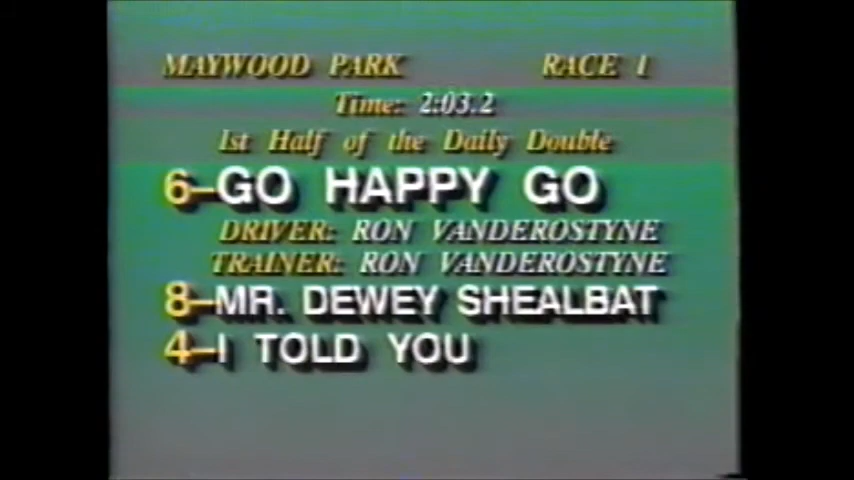 MAYWOOD PARK RACE 1
Time: 2:03.2
1st Half of the Daily Double
6–GO HAPPY GO
DRIVER: RON VANDEROSTYNE
TRAINER: RON VANDEROSTYNE
8–MR. DEWEY SHEALBAT
4–I TOLD YOU